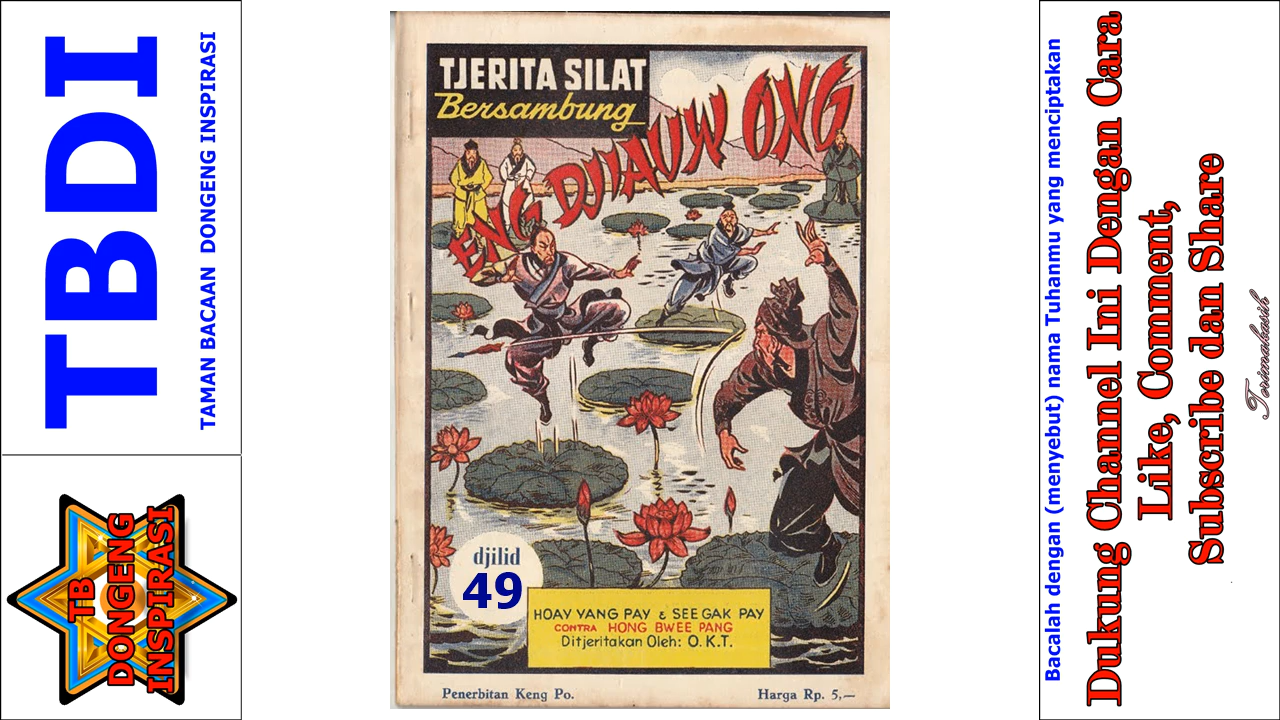 TBDI
TAMAN BACAAN DONGENG INSPIRASI
TB
DONGENG
INSPIRASI
TJERITA SILAT
Bersambung
ENG DJIAUW ONG
djilid
49
HOAY YANG PAY & SEE GAK PAY
CONTRA HONG BWEE PANG
Ditjeritakan Oleh: O.K.T.
Penerbitan Keng Po.
Harga Rp. 5,—
Bacalah dengan (menyebut) nama Tuhanmu yang menciptakan
Dukung Channel Ini Dengan Cara
Like, Comment,
Subscribe dan Share
Terimakasih